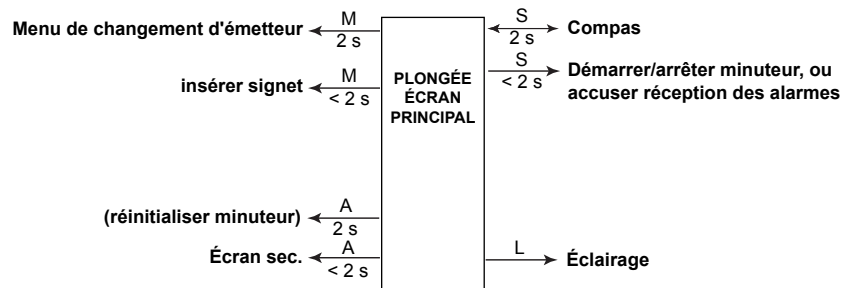 Menu de changement d'émetteur
M
2 s
insérer signet
M
< 2 s
(réinitialiser minuteur)
A
2 s
Écran sec.
A
< 2 s
PLONGÉE
ÉCRAN
PRINCIPAL
S
2 s
Compas
S
< 2 s
Démarrer/arrêter minuteur, ou
accuser réception des alarmes
L
Éclairage